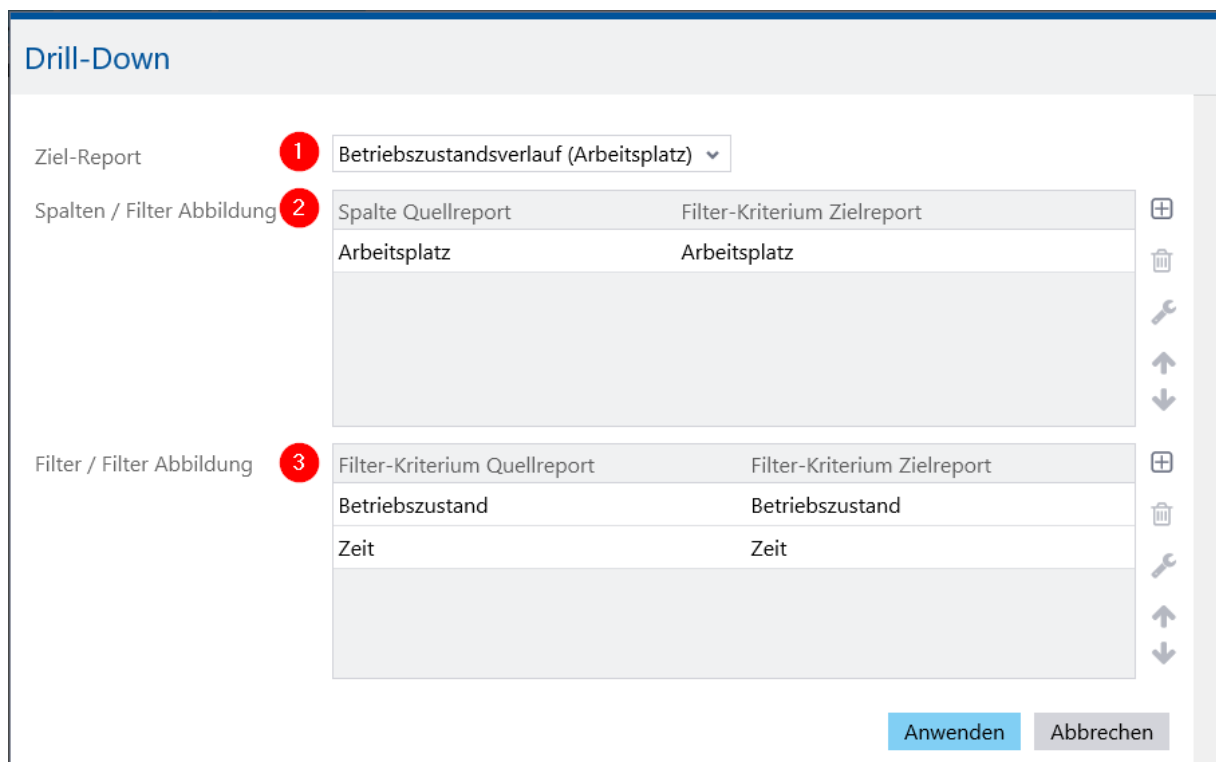 Drill-Down
Ziel-Report 1 Betriebszustandsverlauf (Arbeitsplatz)
Spalten / Filter Abbildung 2 Spalte Quellreport Filter-Kriterium Zielreport
Arbeitsplatz Arbeitsplatz
Filter / Filter Abbildung 3 Filter-Kriterium Quellreport Filter-Kriterium Zielreport
Betriebszustand Betriebszustand
Zeit Zeit
Anwenden Abbrechen